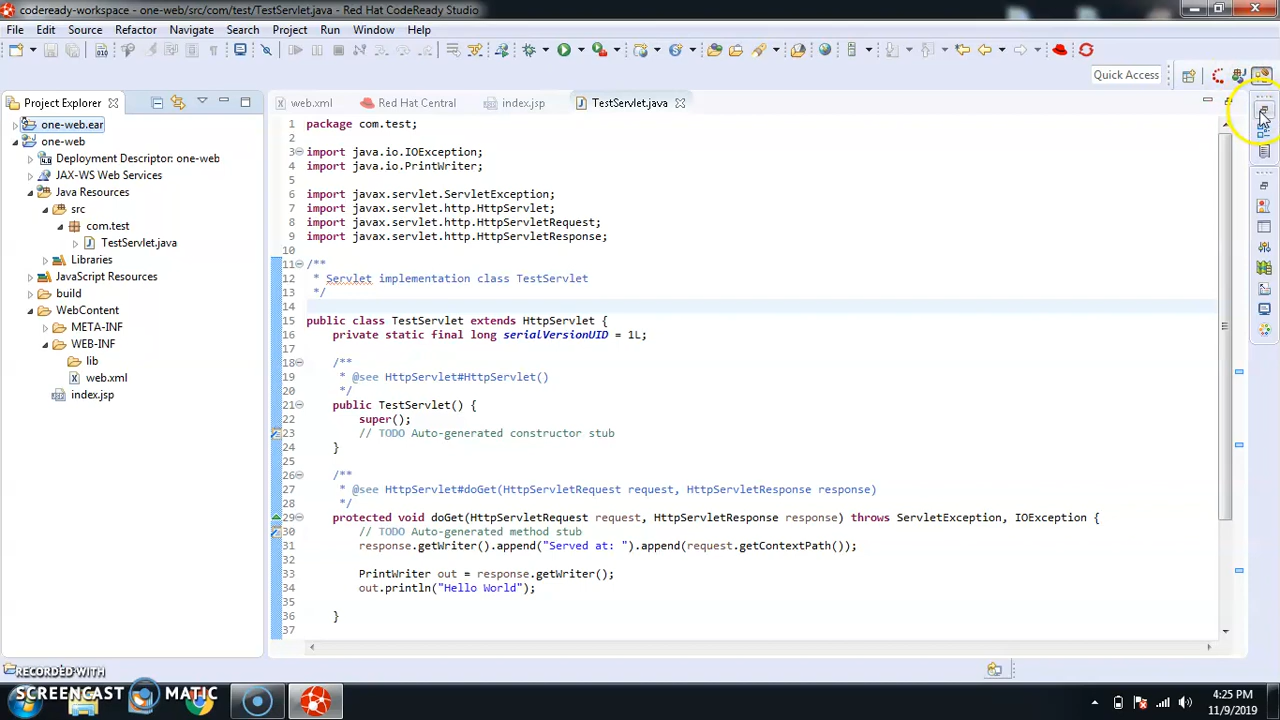 codeready-workspace - one-web/src/com/test/TestServlet.java - Red Hat CodeReady Studio
File Edit Source Refactor Navigate Search Project Run Window Help
Quick Access
Project Explorer
web.xml Red Hat Central index.jsp TestServlet.java
one-web.ear
one-web
Deployment Descriptor: one-web
JAX-WS Web Services
Java Resources
src
com.test
TestServlet.java
Libraries
JavaScript Resources
build
WebContent
META-INF
WEB-INF
lib
web.xml
index.jsp
1 package com.test;
2
3 import java.io.IOException;
4 import java.io.PrintWriter;
5
6 import javax.servlet.ServletException;
7 import javax.servlet.http.HttpServlet;
8 import javax.servlet.http.HttpServletRequest;
9 import javax.servlet.http.HttpServletResponse;
10
11 /**
12 * Servlet implementation class TestServlet
13 */
14
15 public class TestServlet extends HttpServlet {
16 private static final long serialVersionUID = 1L;
17
18 /**
19 * @see HttpServlet#HttpServlet()
20 */
21 public TestServlet() {
22 super();
23 // TODO Auto-generated constructor stub
24 }
25
26 /**
27 * @see HttpServlet#doGet(HttpServletRequest request, HttpServletResponse response)
28 */
29 protected void doGet(HttpServletRequest request, HttpServletResponse response) throws ServletException, IOException {
30 // TODO Auto-generated method stub
31 response.getWriter().append("Served at: ").append(request.getContextPath());
32
33 PrintWriter out = response.getWriter();
34 out.println("Hello World");
35
36 }
37
RECORDED WITH
SCREENCAST MATIC
4:25 PM
11/9/2019